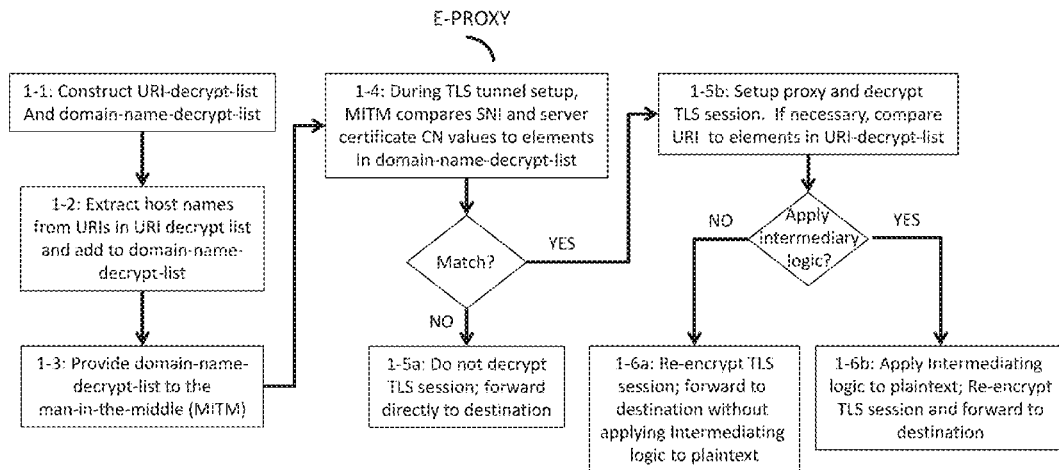 E-PROXY
1-1: Construct URI-decrypt-list
And domain-name-decrypt-list
1-2: Extract host names
from URIs in URI decrypt list
and add to domain-name-
decrypt-list
1-3: Provide domain-name-
decrypt-list to the
man-in-the-middle (MiTM)
1-4: During TLS tunnel setup,
MiTM compares SNI and server
certificate CN values to elements
in domain-name-decrypt-list
Match?
YES
NO
1-5a: Do not decrypt
TLS session; forward
directly to destination
1-5b: Setup proxy and decrypt
TLS session. If necessary, compare
URI to elements in URI-decrypt-list
Apply
intermediary
logic?
NO
YES
1-6a: Re-encrypt TLS
session; forward to
destination without
applying Intermediating
logic to plaintext
1-6b: Apply Intermediating
logic to plaintext; Re-encrypt
TLS session and forward to
destination